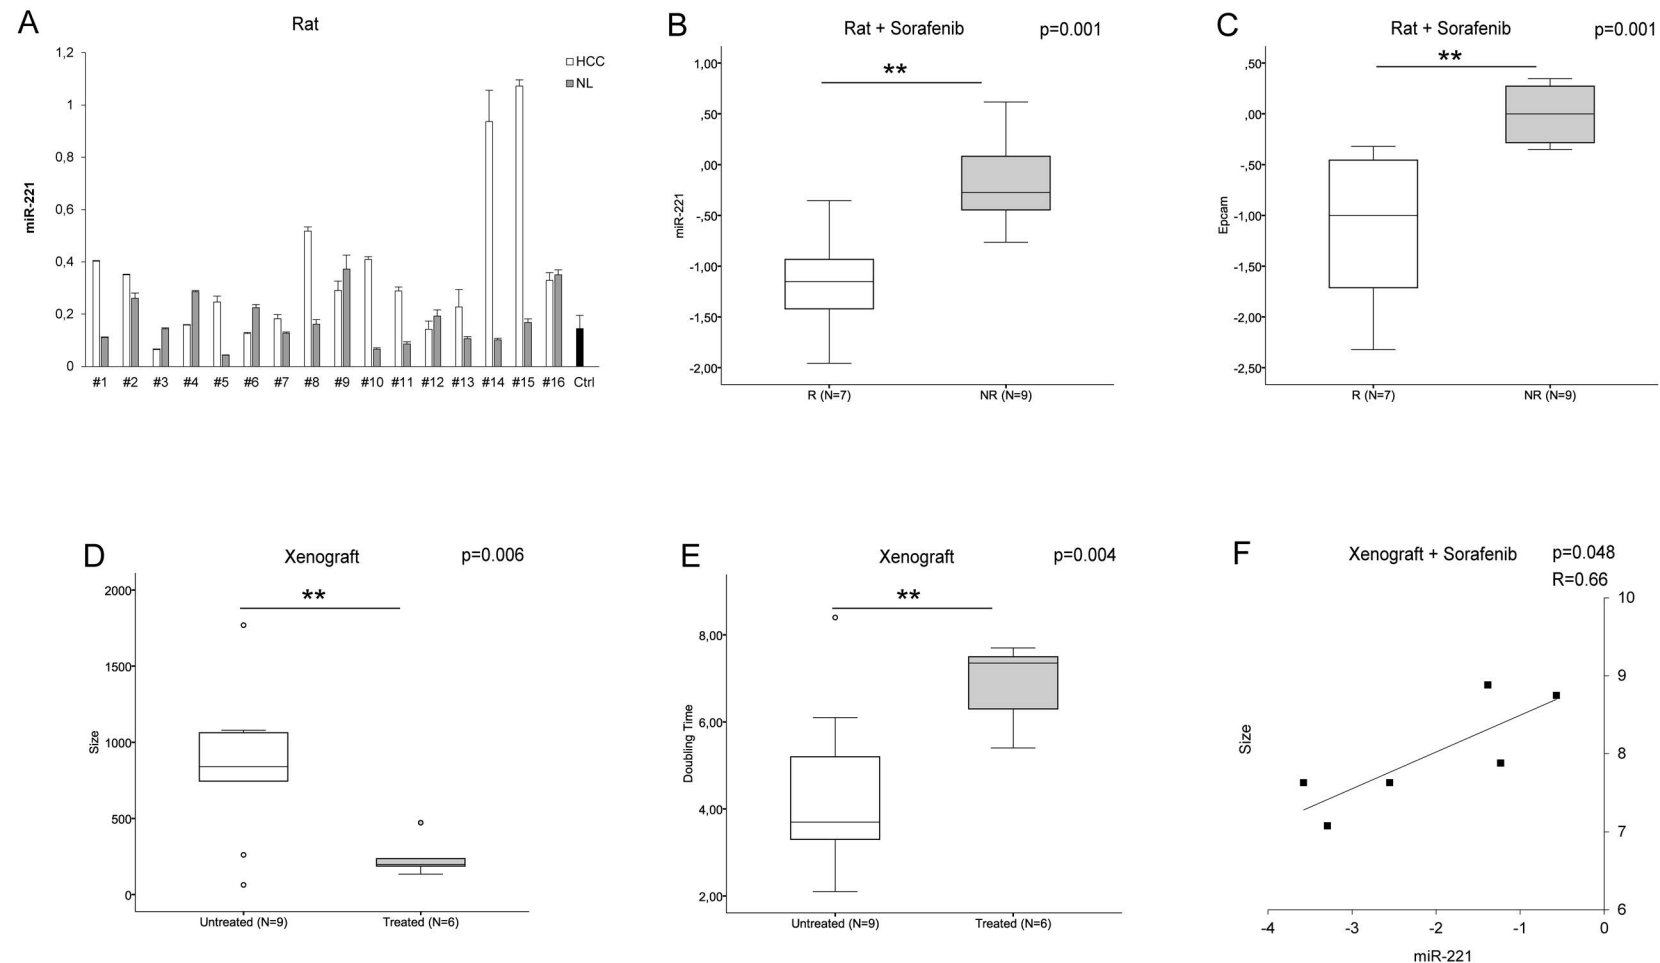 A
Rat
HCC
NL
miR-221
1,2
1
0,8
0,6
0,4
0,2
0
#1 #2 #3 #4 #5 #6 #7 #8 #9 #10 #11 #12 #13 #14 #15 #16 Ctrl
B
Rat + Sorafenib
p=0.001
**
miR-221
1,00
,50
,00
-,50
-1,00
-1,50
-2,00
R (N=7) NR (N=9)
C
Rat + Sorafenib
p=0.001
**
Epcam
,50
,00
-,50
-1,00
-1,50
-2,00
-2,50
R (N=7) NR (N=9)
D
Xenograft
p=0.006
**
Size
2000
1500
1000
500
0
Untreated (N=9) Treated (N=6)
E
Xenograft
p=0.004
**
Doubling Time
8,00
6,00
4,00
2,00
Untreated (N=9) Treated (N=6)
F
Xenograft + Sorafenib
p=0.048
R=0.66
Size
10
9
8
7
6
-4 -3 -2 -1 0
miR-221